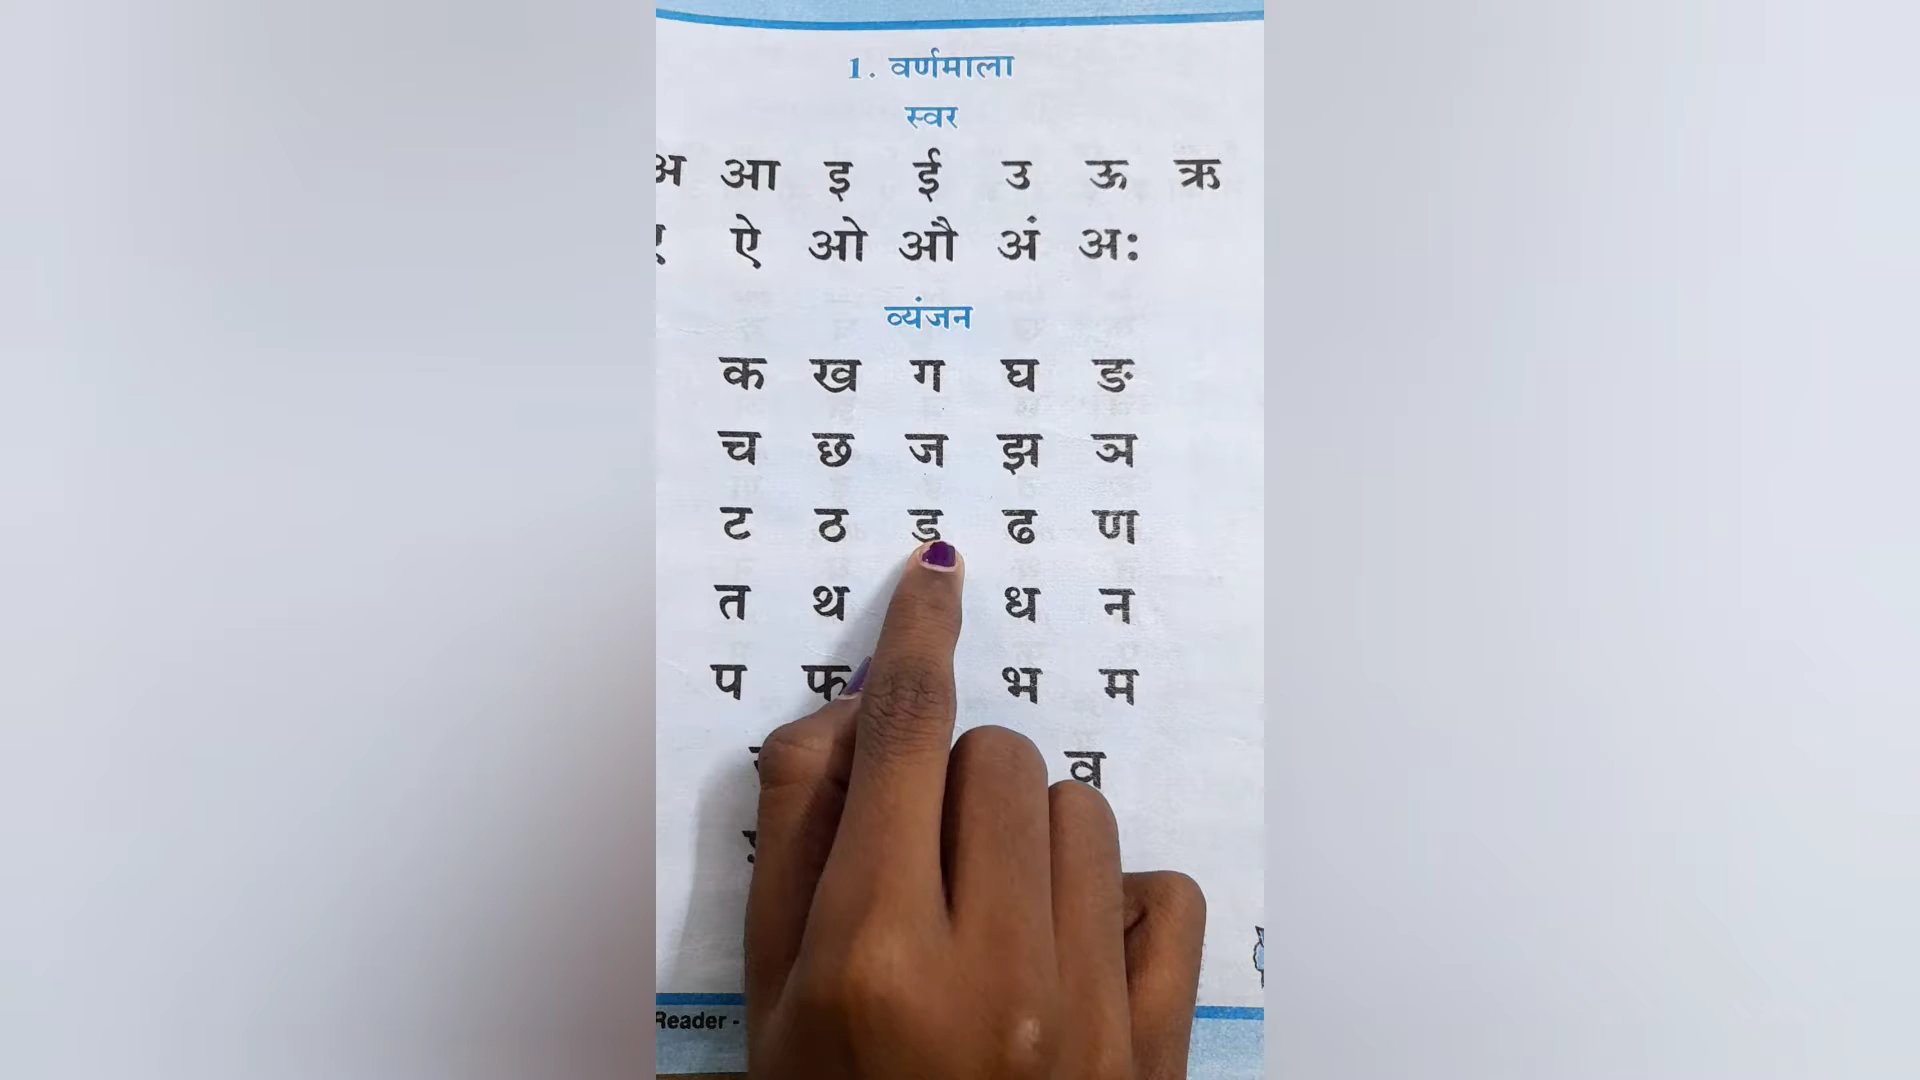 1. वर्णमाला
स्वर
अ आ इ ई उ ऊ ऋ
ऐ ओ औ अं अः
व्यंजन
क ख ग घ ङ
च छ ज झ ञ
ट ठ ड ढ ण
त थ ध न
प फ भ म
व
Reader -